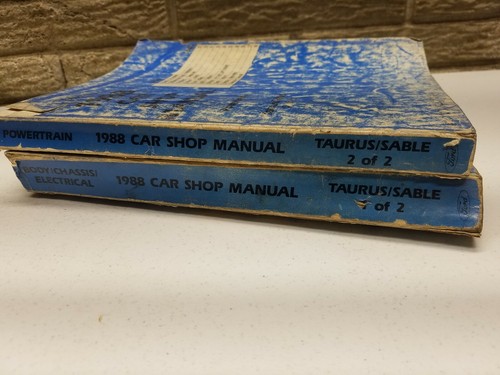 POWERTRAIN 1988 CAR SHOP MANUAL TAURUS/SABLE
2 of 2
BODY/CHASSIS/
ELECTRICAL 1988 CAR SHOP MANUAL TAURUS/SABLE
1 of 2